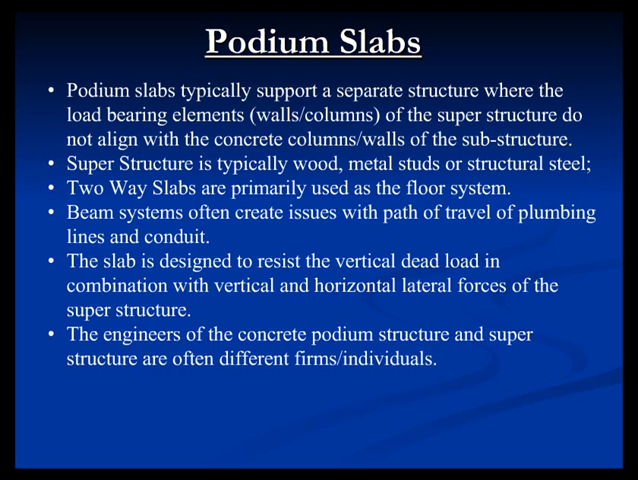 Podium Slabs
• Podium slabs typically support a separate structure where the
load bearing elements (walls/columns) of the super structure do
not align with the concrete columns/walls of the sub-structure.
• Super Structure is typically wood, metal studs or structural steel;
• Two Way Slabs are primarily used as the floor system.
• Beam systems often create issues with path of travel of plumbing
lines and conduit.
• The slab is designed to resist the vertical dead load in
combination with vertical and horizontal lateral forces of the
super structure.
• The engineers of the concrete podium structure and super
structure are often different firms/individuals.